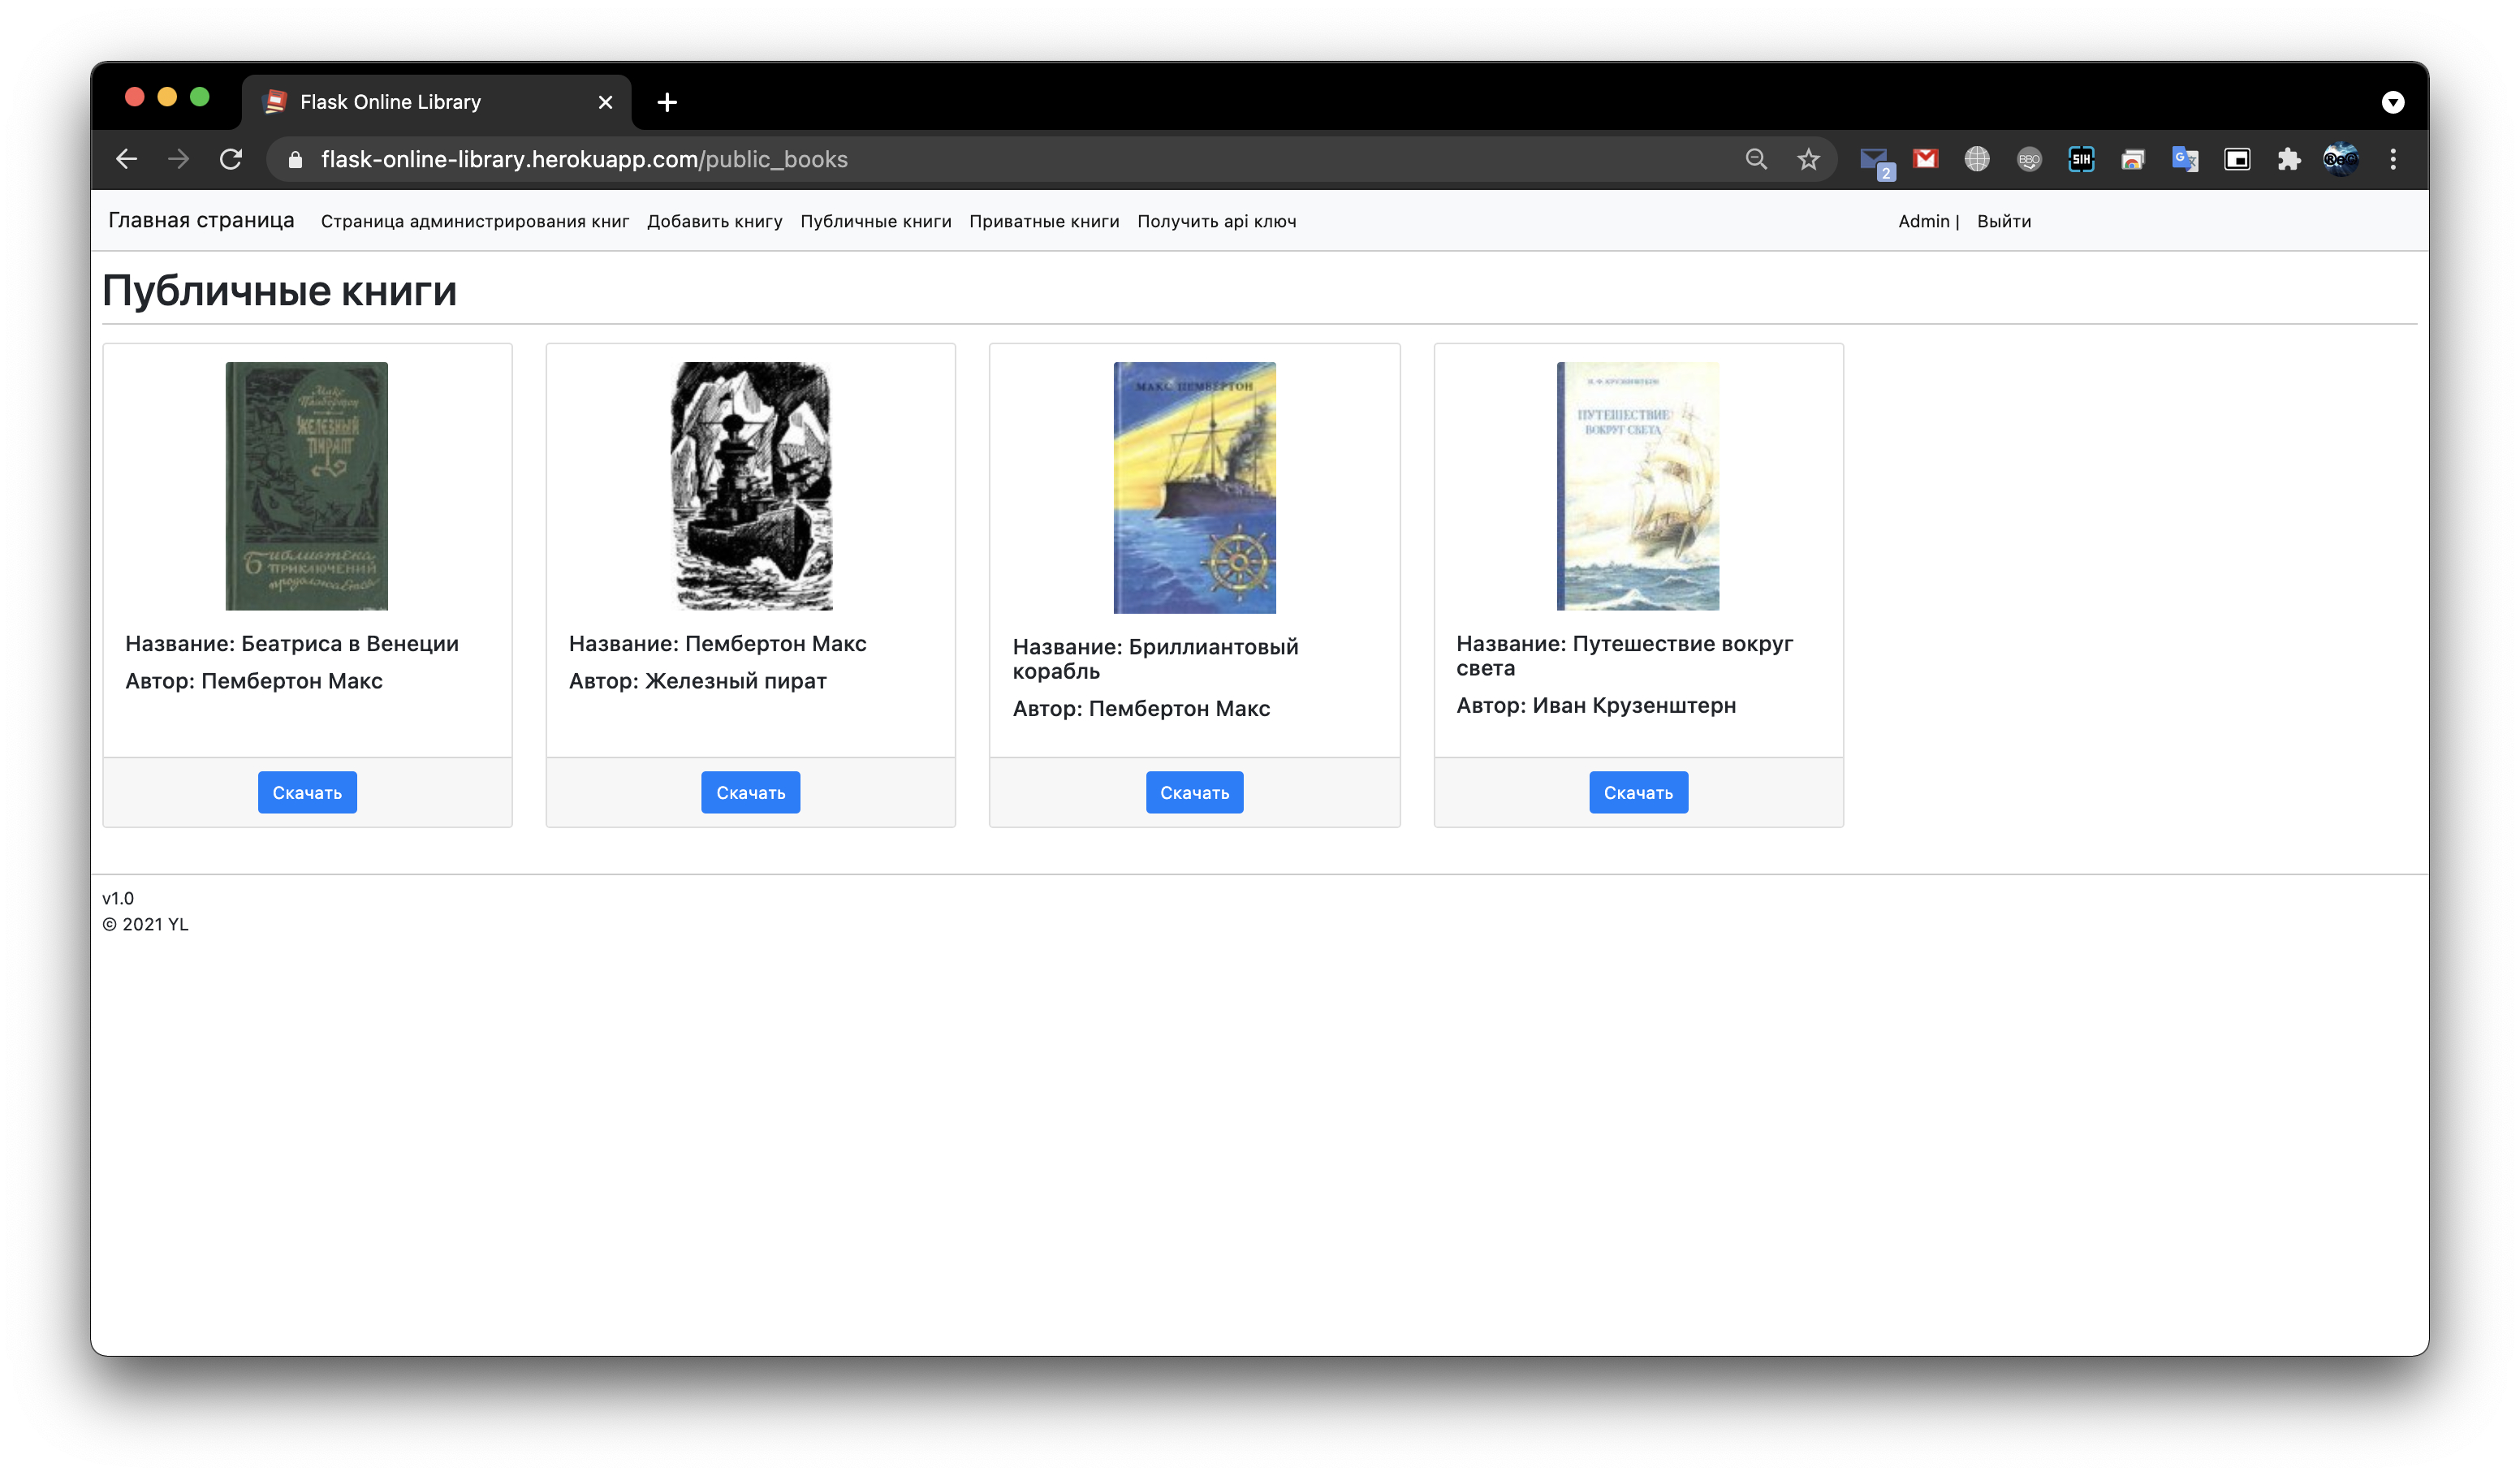 Flask Online Library
flask-online-library.herokuapp.com/public_books
2
BBO
SIH
Главная страница Страница администрирования книг Добавить книгу Публичные книги Приватные книги Получить api ключ Admin | Выйти
Публичные книги
Макс
Пембертон
ЖЕЛЕЗНЫЙ
ПИРАТ
Библиотека
приключений
продолжается
Название: Беатриса в Венеции
Автор: Пембертон Макс
Скачать
Название: Пембертон Макс
Автор: Железный пират
Скачать
МАКС ПЕМБЕРТОН
Название: Бриллиантовый
корабль
Автор: Пембертон Макс
Скачать
И. Ф. КРУЗЕНШТЕРН
ПУТЕШЕСТВИЕ
ВОКРУГ СВЕТА
Название: Путешествие вокруг
света
Автор: Иван Крузенштерн
Скачать
v1.0
© 2021 YL